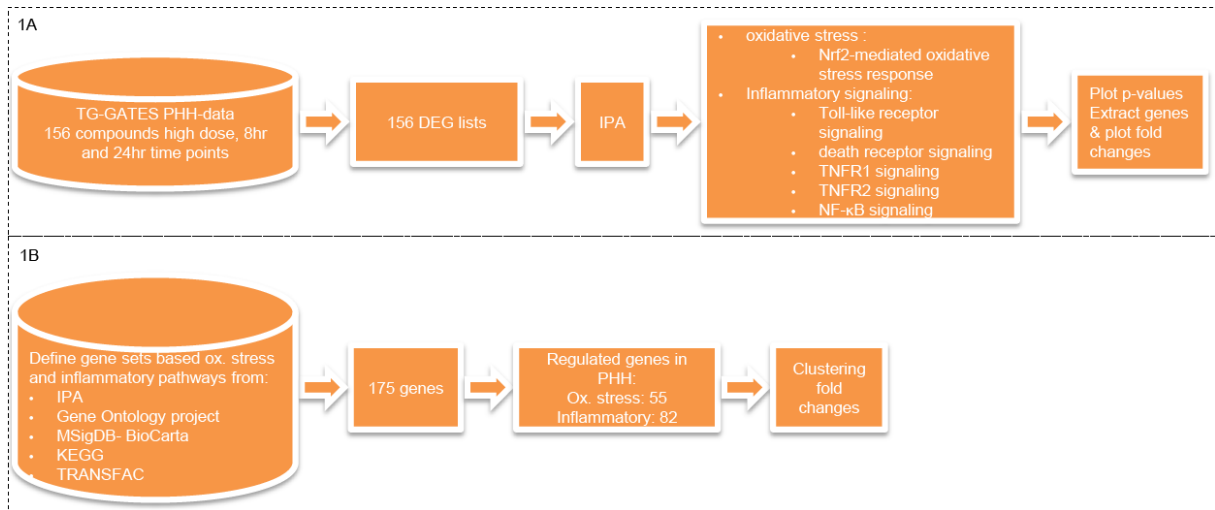 1A
TG-GATES PHH-data
156 compounds high dose, 8hr
and 24hr time points
156 DEG lists
IPA
• oxidative stress :
• Nrf2-mediated oxidative
stress response
• Inflammatory signaling:
• Toll-like receptor
signaling
• death receptor signaling
• TNFR1 signaling
• TNFR2 signaling
• NF-κB signaling
Plot p-values
Extract genes
& plot fold
changes
1B
Define gene sets based ox. stress
and inflammatory pathways from:
• IPA
• Gene Ontology project
• MSigDB- BioCarta
• KEGG
• TRANSFAC
175 genes
Regulated genes in
PHH:
Ox. stress: 55
Inflammatory: 82
Clustering
fold
changes